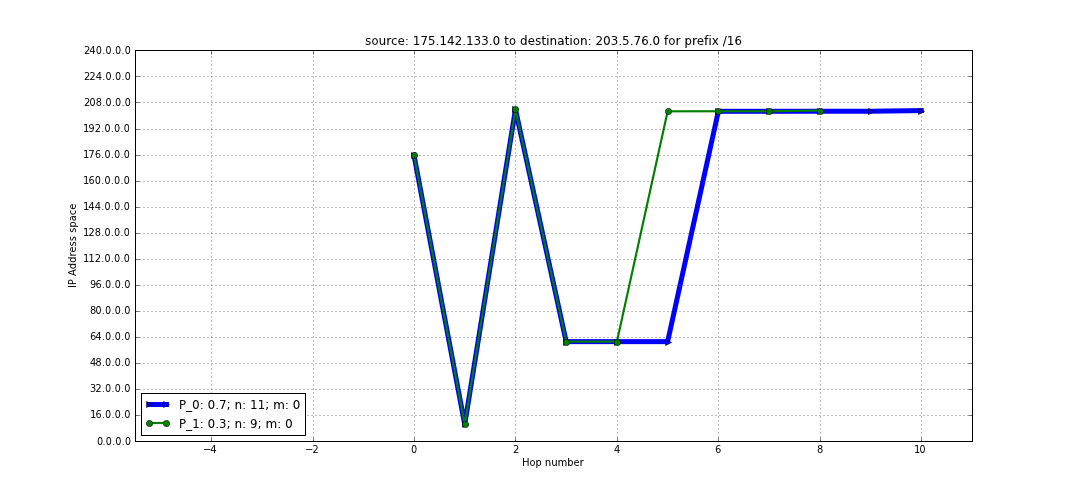 source: 175.142.133.0 to destination: 203.5.76.0 for prefix /16
240.0.0.0
224.0.0.0
208.0.0.0
192.0.0.0
176.0.0.0
160.0.0.0
144.0.0.0
128.0.0.0
112.0.0.0
96.0.0.0
80.0.0.0
64.0.0.0
48.0.0.0
32.0.0.0
16.0.0.0
0.0.0.0
IP Address space
P_0: 0.7; n: 11; m: 0
P_1: 0.3; n: 9; m: 0
−4 −2 0 2 4 6 8 10
Hop number